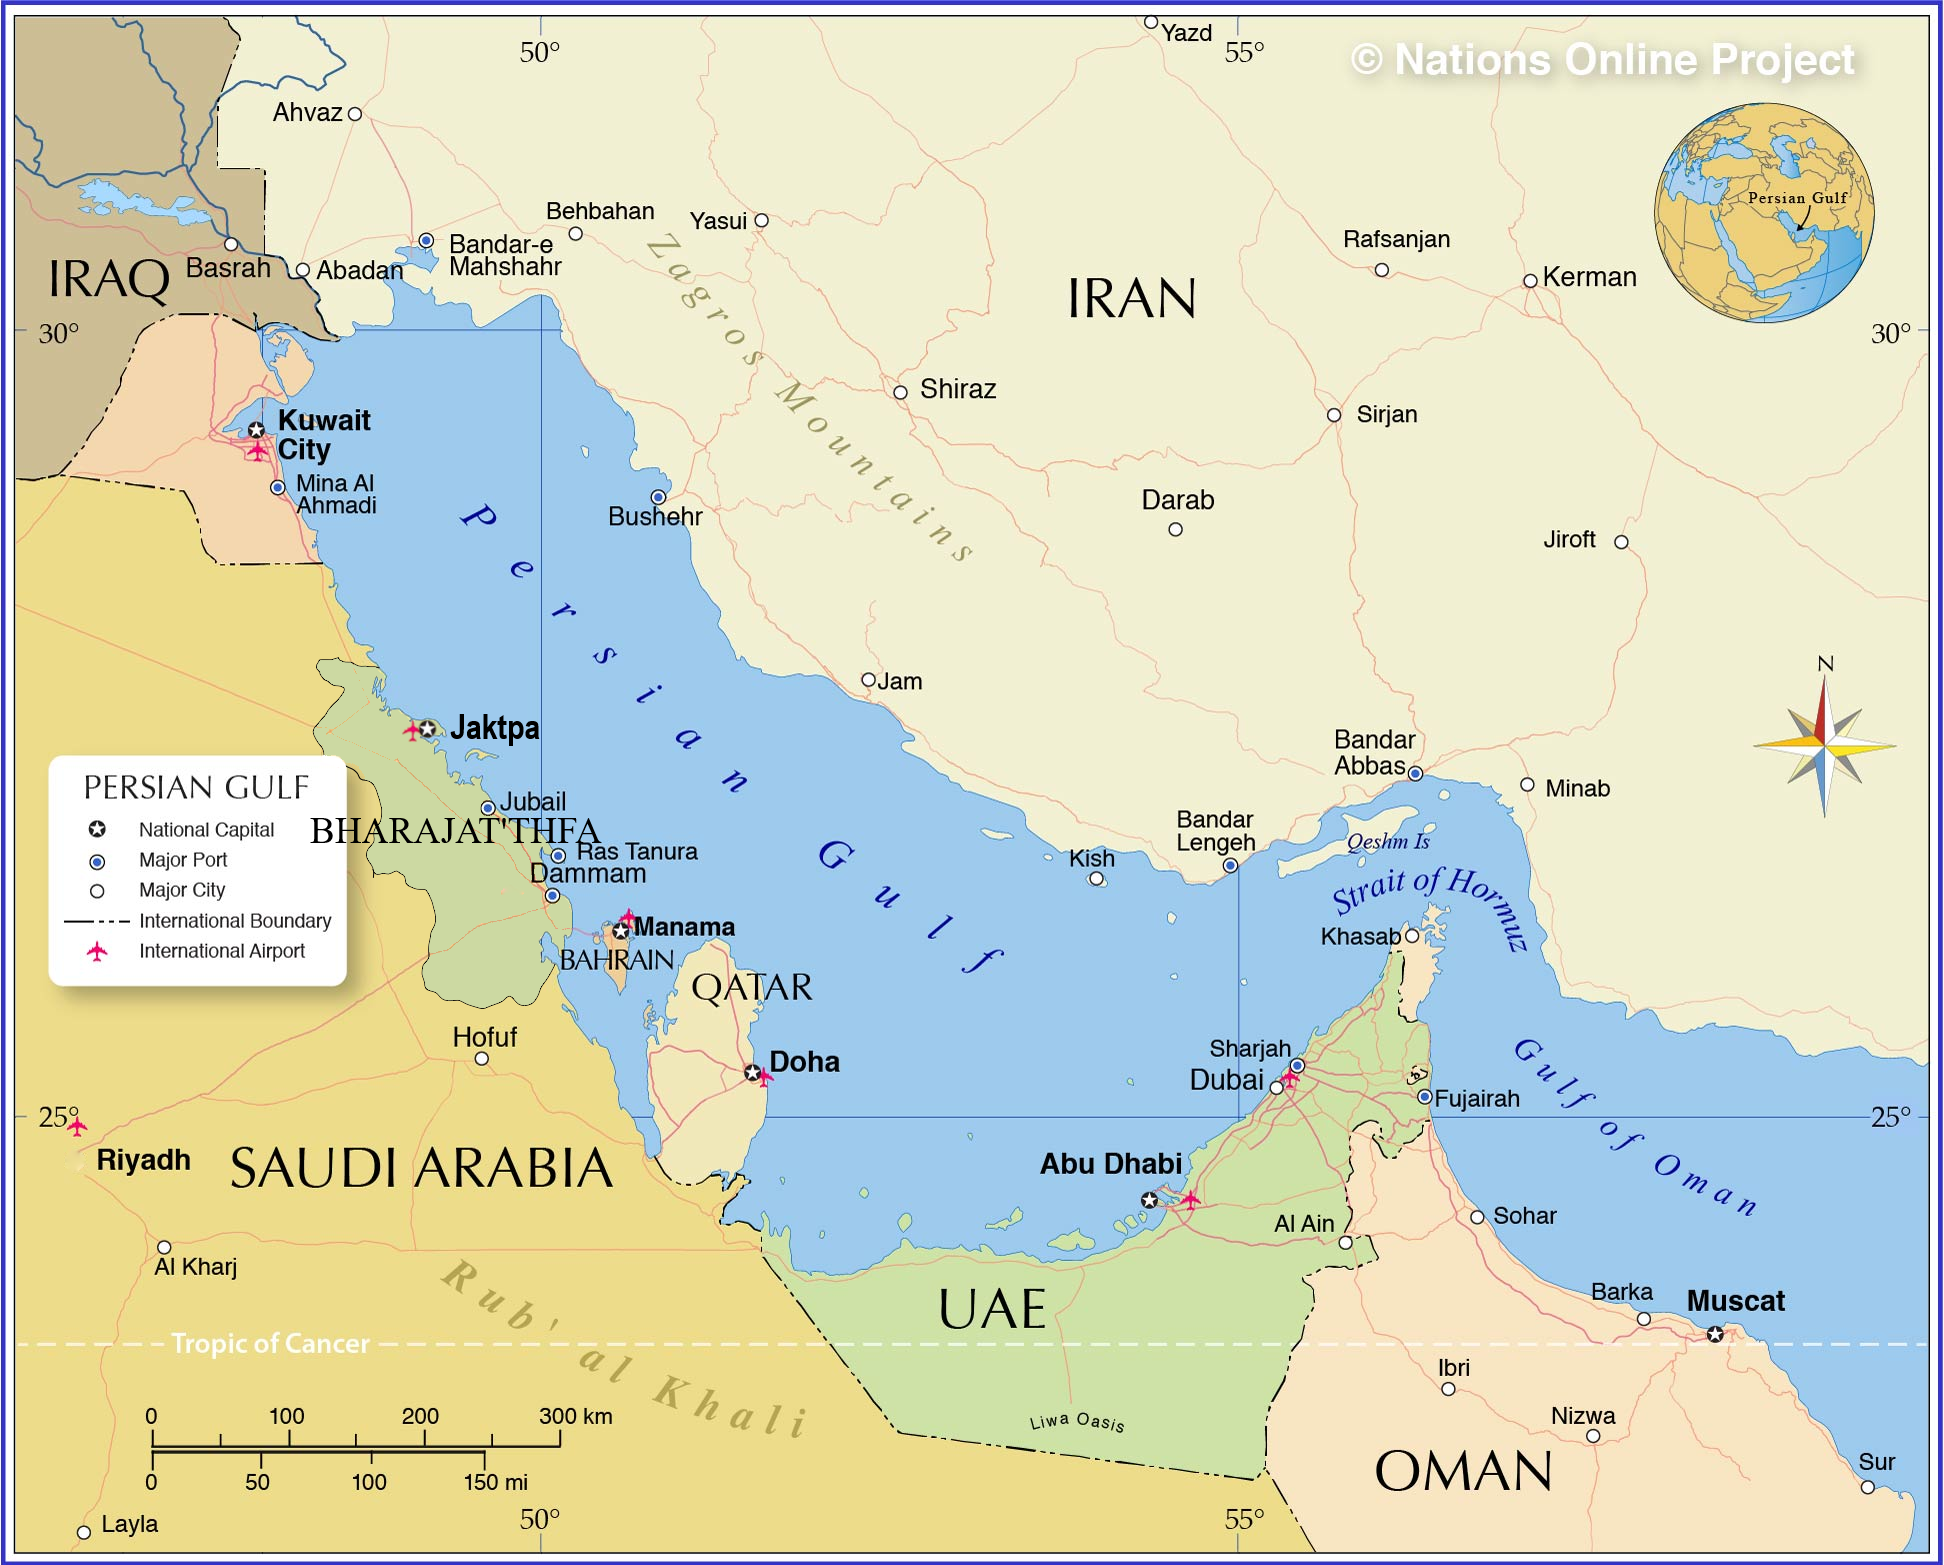 50°
Yazd
55°
© Nations Online Project
Ahvaz
Persian Gulf
Behbahan
Yasui
Bandar-e
Mahshahr
Rafsanjan
IRAQ
Basrah
Abadan
Zagros Mountains
IRAN
Kerman
30°
30°
Shiraz
Sirjan
Kuwait
City
Mina Al
Ahmadi
Persian Gulf
Bushehr
Darab
Jiroft
N
Jam
Jaktpa
Bandar
Abbas
Minab
PERSIAN GULF
National Capital
Major Port
Major City
International Boundary
International Airport
Jubail
BHARAJAT'THFA
Ras Tanura
Dammam
Bandar
Lengeh
Qeshm Is
Kish
Strait of Hormuz
Manama
BAHRAIN
Khasab
QATAR
Hofuf
Doha
Sharjah
Dubai
Fujairah
Gulf of Oman
25°
25°
Riyadh
SAUDI ARABIA
Abu Dhabi
Al Ain
Sohar
Al Kharj
Rub' al Khali
UAE
Barka
Muscat
Tropic of Cancer
Ibri
0 100 200 300 km
0 50 100 150 mi
Liwa Oasis
Nizwa
OMAN
Sur
Layla
50°
55°